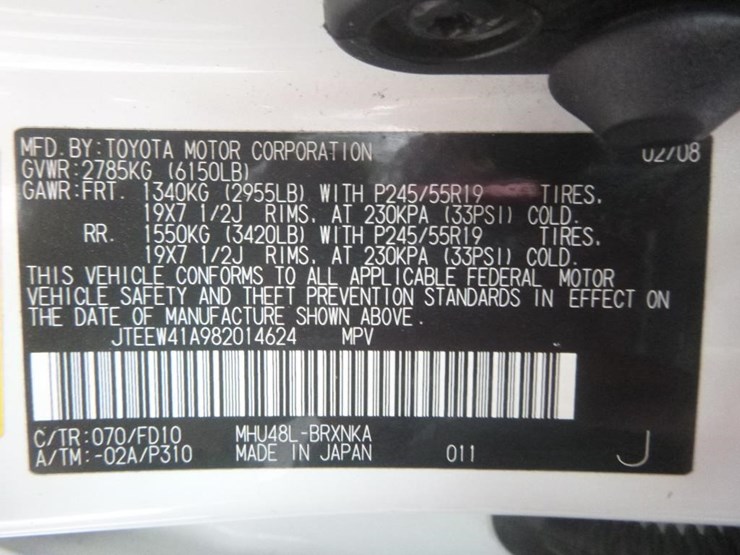 MFD. BY: TOYOTA MOTOR CORPORATION 02/08
GVWR: 2785KG (6150LB)
GAWR: FRT. 1340KG (2955LB) WITH P245/55R19 TIRES.
19X7 1/2J RIMS. AT 230KPA (33PSI) COLD.
RR. 1550KG (3420LB) WITH P245/55R19 TIRES.
19X7 1/2J RIMS. AT 230KPA (33PSI) COLD.
THIS VEHICLE CONFORMS TO ALL APPLICABLE FEDERAL MOTOR
VEHICLE SAFETY AND THEFT PREVENTION STANDARDS IN EFFECT ON
THE DATE OF MANUFACTURE SHOWN ABOVE.
JTEEW41A982014624 MPV
C/TR: 070/FD10 MHU48L-BRXNKA
A/TM: -02A/P310 MADE IN JAPAN 011 J